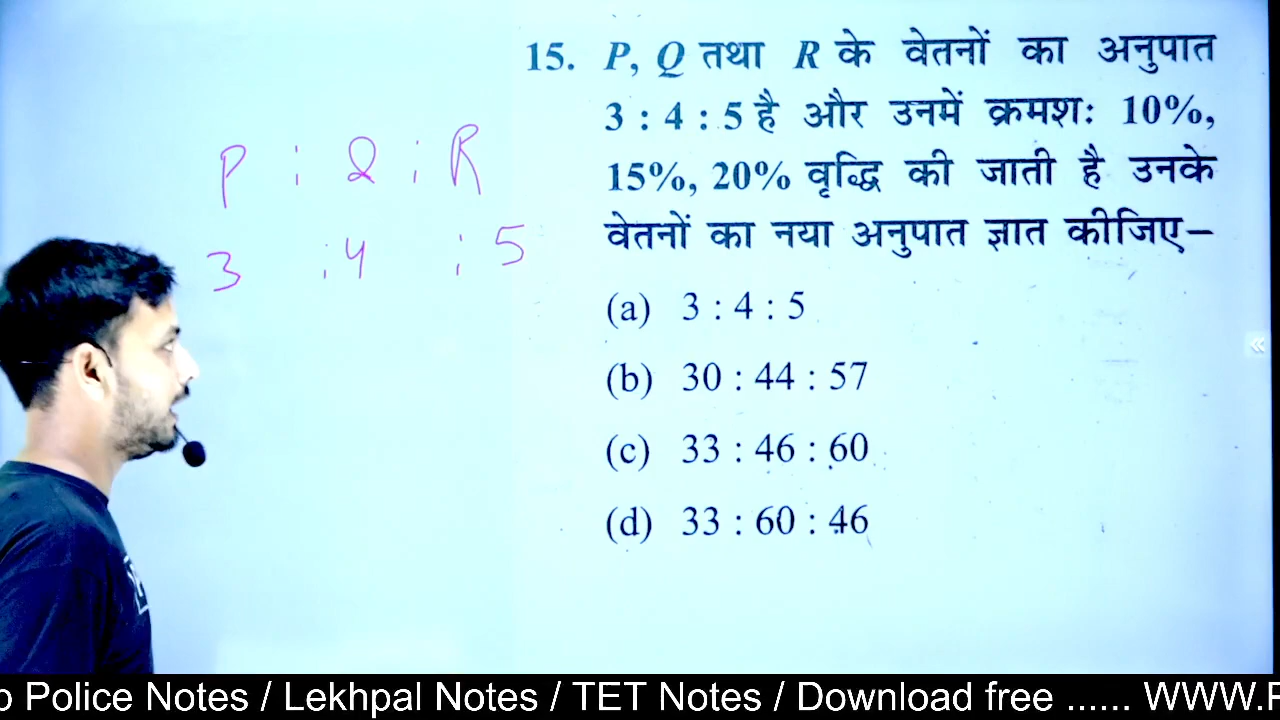 15. P, Q तथा R के वेतनों का अनुपात
3 : 4 : 5 है और उनमें क्रमशः 10%,
15%, 20% वृद्धि की जाती है उनके
वेतनों का नया अनुपात ज्ञात कीजिए–
(a) 3 : 4 : 5
(b) 30 : 44 : 57
(c) 33 : 46 : 60
(d) 33 : 60 : 46
P : Q : R
3 : 4 : 5
Police Notes / Lekhpal Notes / TET Notes / Download free ...... WWW.